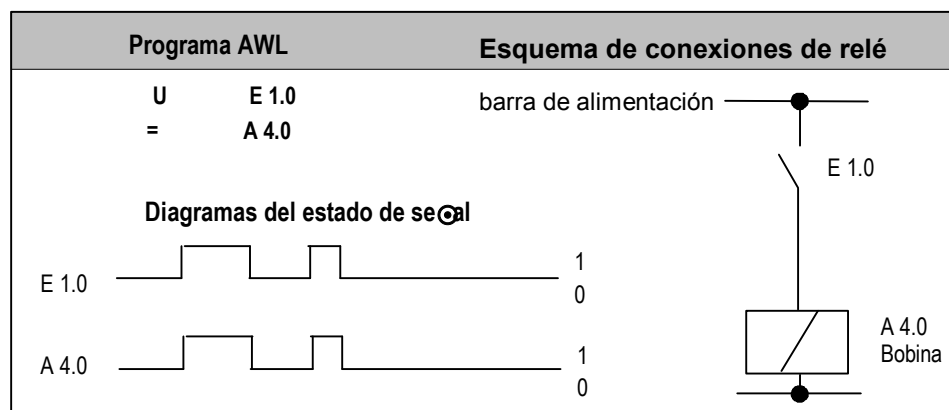 Programa AWL
Esquema de conexiones de relé
U E 1.0
= A 4.0
barra de alimentación
E 1.0
Diagramas del estado de se⊙al
E 1.0
1
0
A 4.0
1
0
A 4.0
Bobina